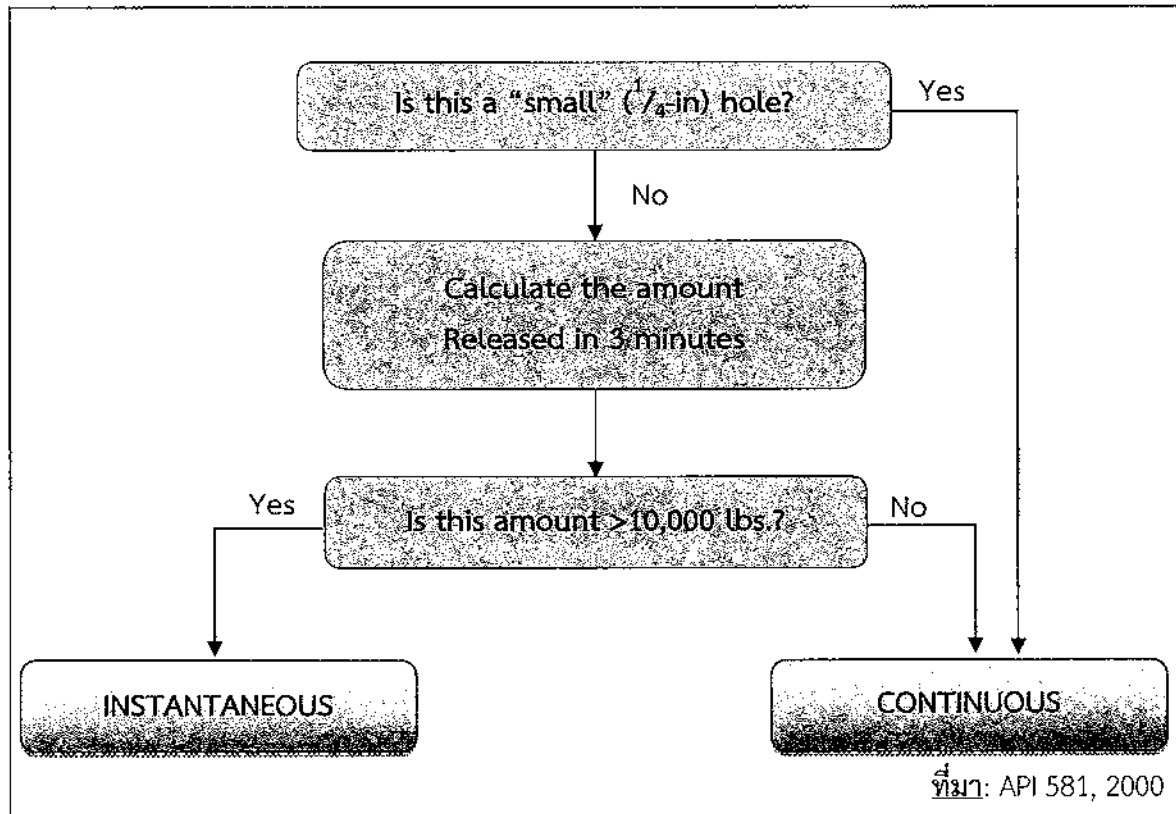 Is this a “small” (1/4-in) hole?
Yes
No
Calculate the amount
Released in 3 minutes
Yes
Is this amount >10,000 lbs.?
No
INSTANTANEOUS
CONTINUOUS
ที่มา: API 581, 2000